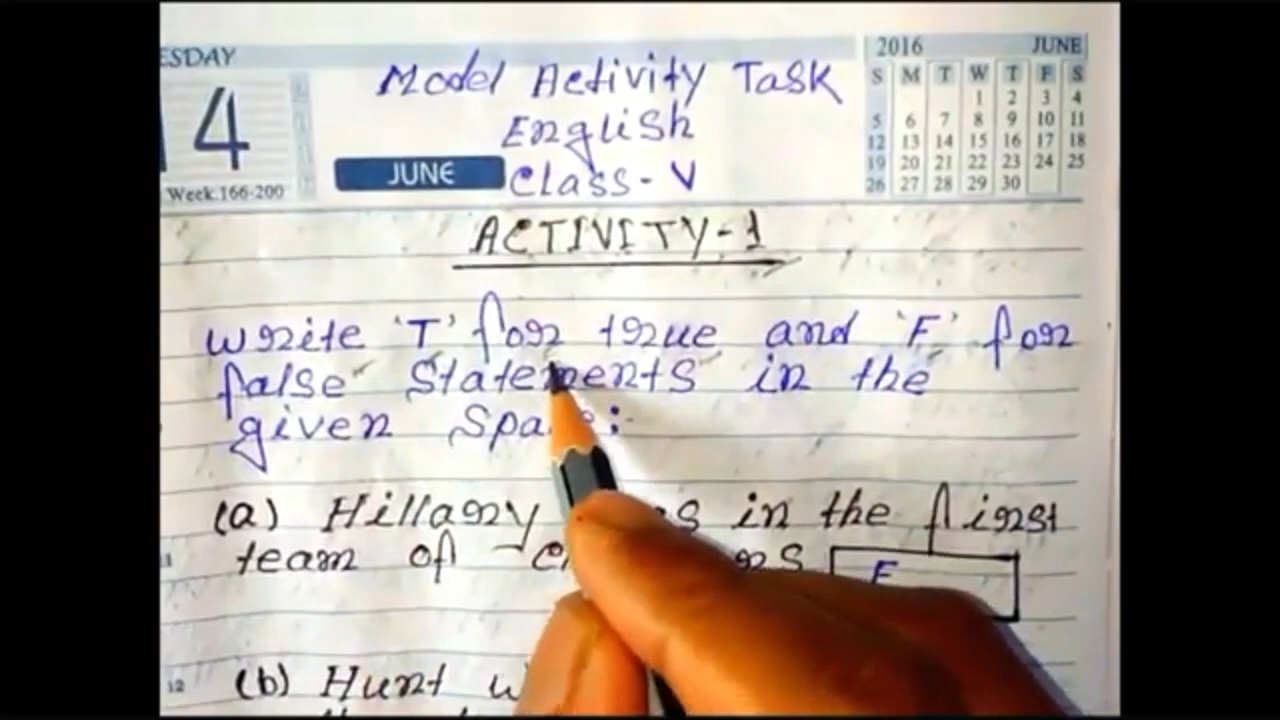 ESDAY
4
Week.166-200
JUNE
Model Activity Task
English
Class- V
2016 JUNE
S M T W T F S
1 2 3 4
5 6 7 8 9 10 11
12 13 14 15 16 17 18
19 20 21 22 23 24 25
26 27 28 29 30
ACTIVITY-1
write 'T' for true and 'F' for
false statements in the
given
(a) Hillary in the first
team of
F
12
(b) Hunt